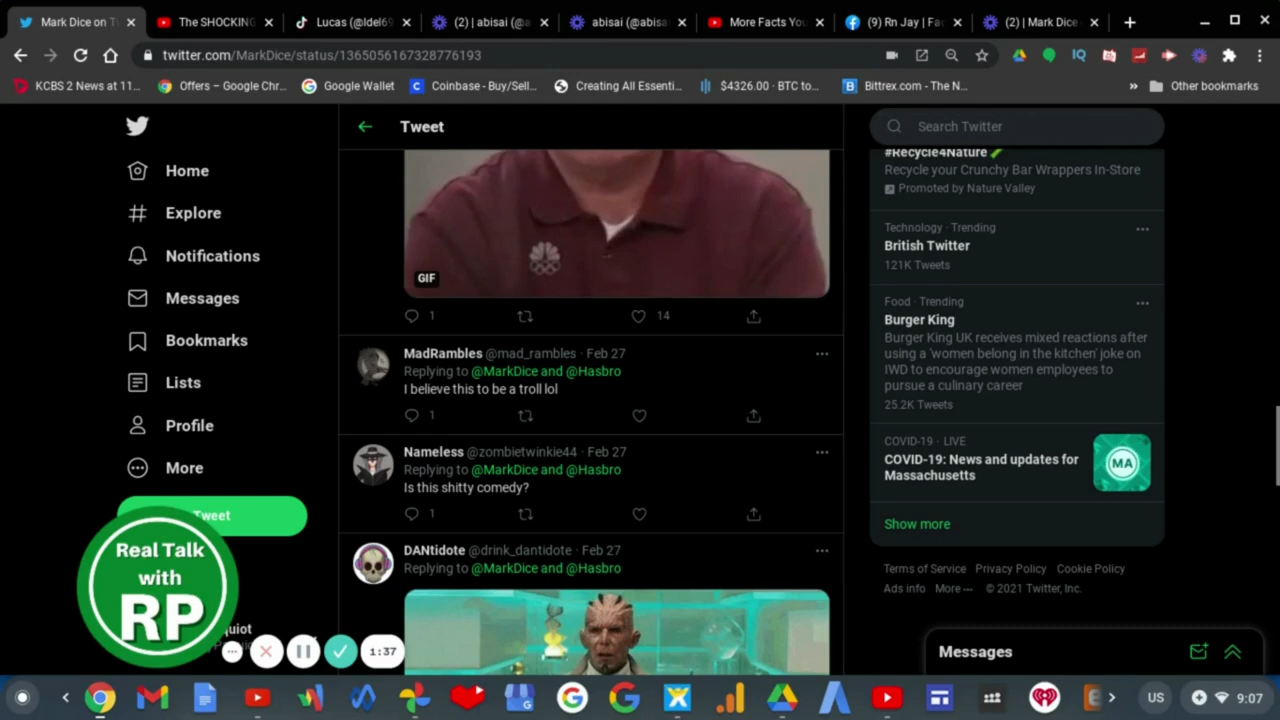 Mark Dice on T
The SHOCKING
Lucas (@ldel69
(2) | abisai (@a
abisai (@abisa
More Facts You
(9) Rn Jay | Fac
(2) | Mark Dice
twitter.com/MarkDice/status/1365056167328776193
KCBS 2 News at 11...
Offers – Google Chr...
Google Wallet
Coinbase - Buy/Sell...
Creating All Essenti...
$4326.00 · BTC to...
Bittrex.com - The N...
Other bookmarks
Home
Explore
Notifications
Messages
Bookmarks
Lists
Profile
More
Tweet
Real Talk
with
RP
quiot
1:37
Tweet
GIF
1
14
MadRambles @mad_rambles · Feb 27
Replying to @MarkDice and @Hasbro
I believe this to be a troll lol
1
Nameless @zombietwinkie44 · Feb 27
Replying to @MarkDice and @Hasbro
Is this shitty comedy?
1
DANtidote @drink_dantidote · Feb 27
Replying to @MarkDice and @Hasbro
Search Twitter
#Recycle4Nature
Recycle your Crunchy Bar Wrappers In-Store
Promoted by Nature Valley
Technology · Trending
British Twitter
121K Tweets
Food · Trending
Burger King
Burger King UK receives mixed reactions after
using a 'women belong in the kitchen' joke on
IWD to encourage women employees to
pursue a culinary career
25.2K Tweets
COVID-19 · LIVE
COVID-19: News and updates for
Massachusetts
MA
Show more
Terms of Service Privacy Policy Cookie Policy
Ads info More ··· © 2021 Twitter, Inc.
Messages
US
9:07